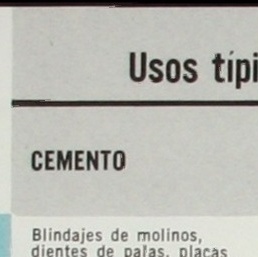 Usos típi
CEMENTO
Blindajes de molinos,
dientes de palas, placas